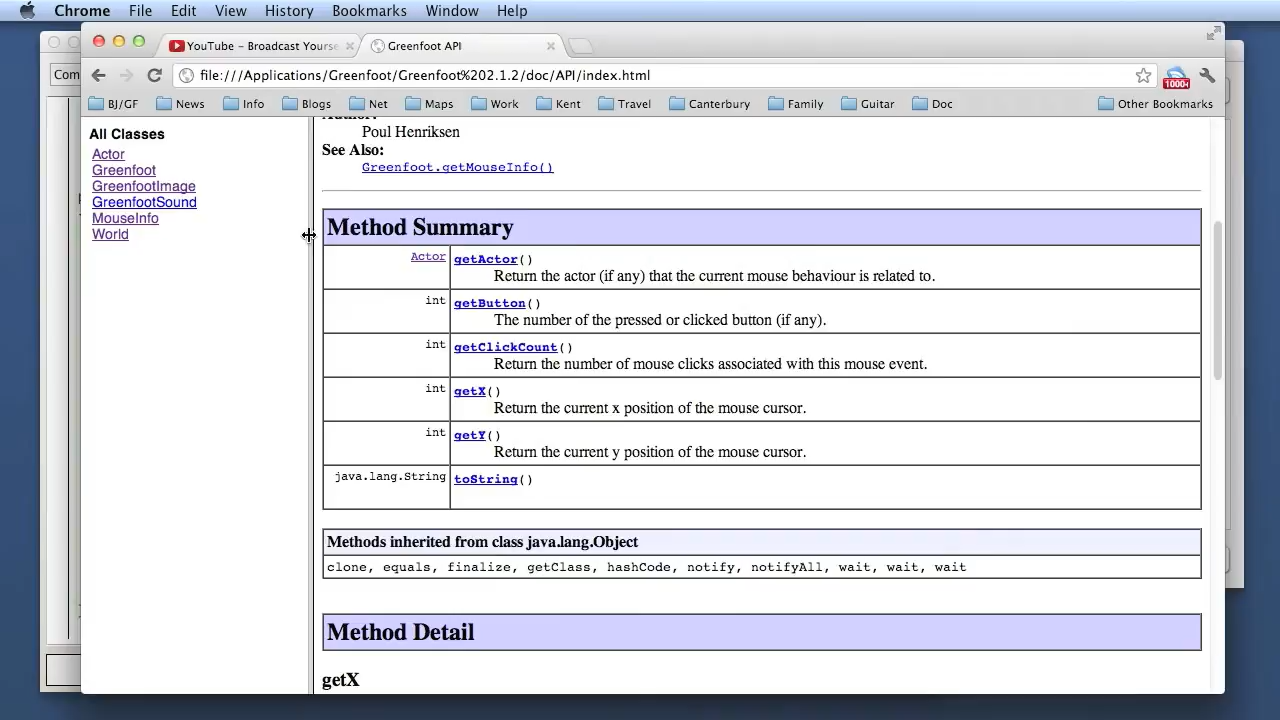 Chrome File Edit View History Bookmarks Window Help
YouTube - Broadcast Yourse
Greenfoot API
Com
file:///Applications/Greenfoot/Greenfoot%202.1.2/doc/API/index.html
1000+
BJ/GF News Info Blogs Net Maps Work Kent Travel Canterbury Family Guitar Doc Other Bookmarks
All Classes
Actor
Greenfoot
GreenfootImage
GreenfootSound
MouseInfo
World
Author:
Poul Henriksen
See Also:
Greenfoot.getMouseInfo()
Method Summary
Actor getActor()
Return the actor (if any) that the current mouse behaviour is related to.
int getButton()
The number of the pressed or clicked button (if any).
int getClickCount()
Return the number of mouse clicks associated with this mouse event.
int getX()
Return the current x position of the mouse cursor.
int getY()
Return the current y position of the mouse cursor.
java.lang.String toString()
Methods inherited from class java.lang.Object
clone, equals, finalize, getClass, hashCode, notify, notifyAll, wait, wait, wait
Method Detail
getX